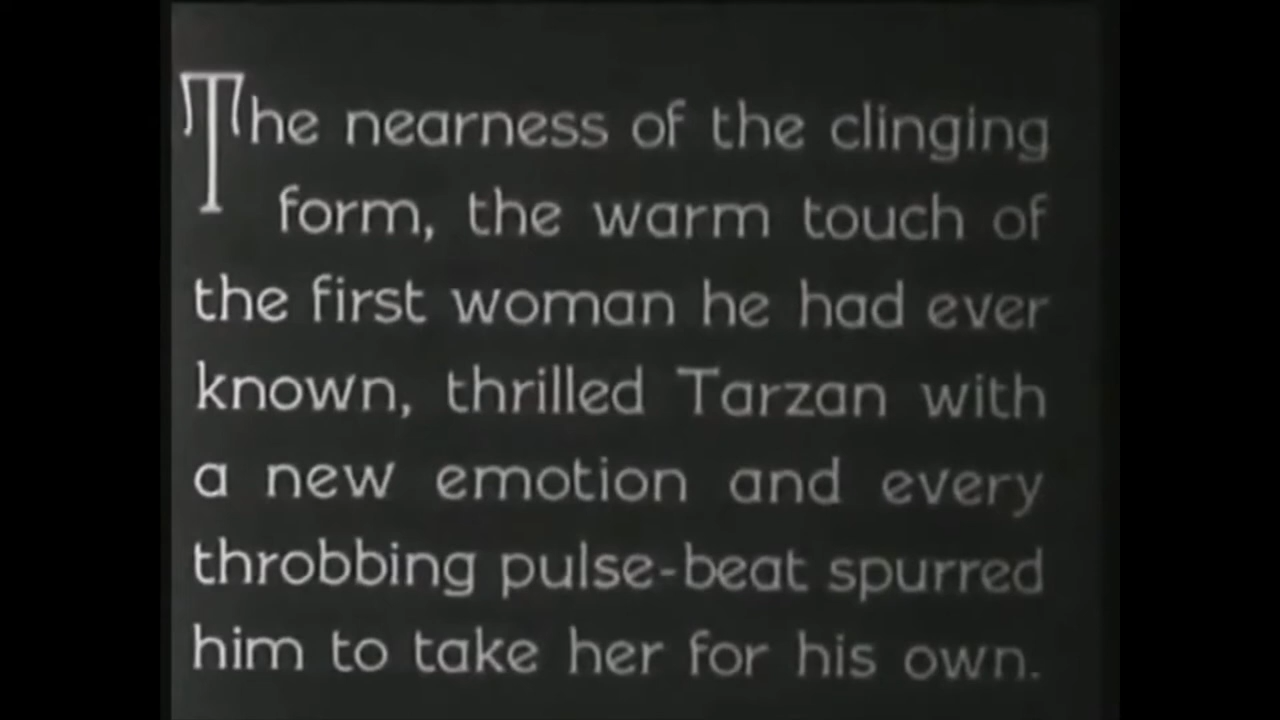 The nearness of the clinging
form, the warm touch of
the first woman he had ever
known, thrilled Tarzan with
a new emotion and every
throbbing pulse-beat spurred
him to take her for his own.